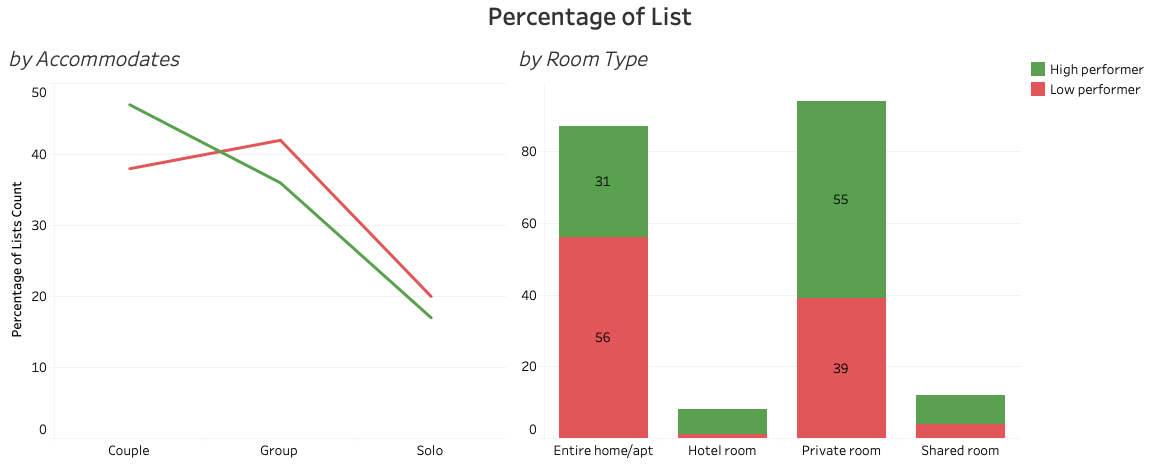 Percentage of List
by Accommodates
by Room Type
High performer
Low performer
Percentage of Lists Count
50
40
30
20
10
0
Couple
Group
Solo
80
60
40
20
0
31
56
55
39
Entire home/apt
Hotel room
Private room
Shared room